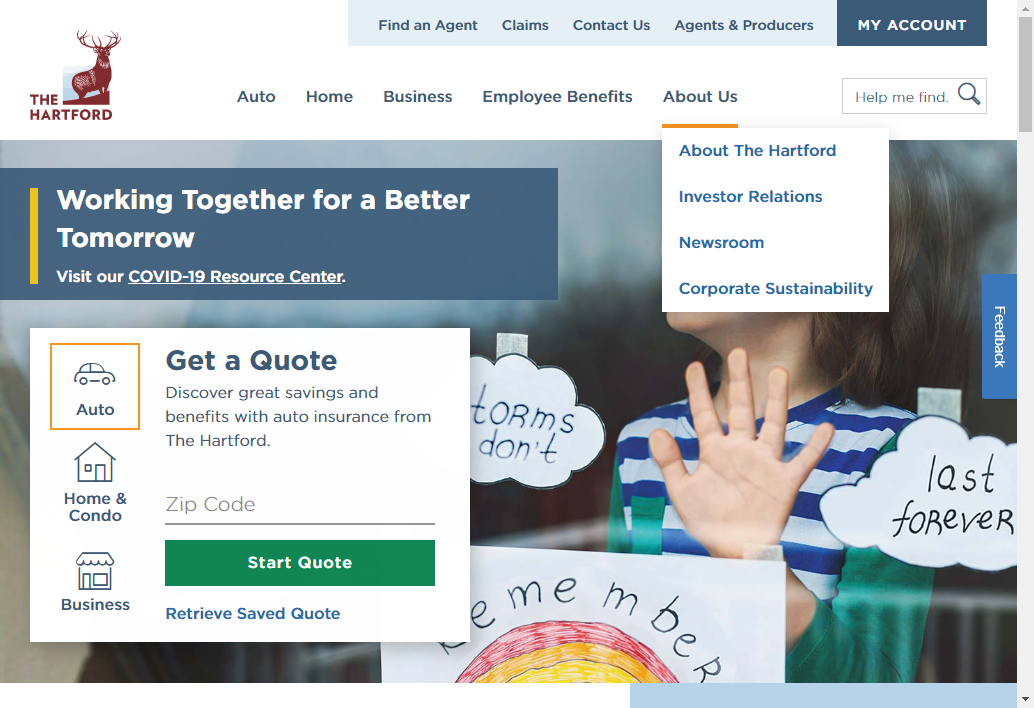 Find an Agent
Claims
Contact Us
Agents & Producers
MY ACCOUNT
THE
HARTFORD
Auto
Home
Business
Employee Benefits
About Us
Help me find.
About The Hartford
Investor Relations
Newsroom
Corporate Sustainability
Working Together for a Better
Tomorrow
Visit our COVID-19 Resource Center.
Feedback
Auto
Home &
Condo
Business
Get a Quote
Discover great savings and
benefits with auto insurance from
The Hartford.
Zip Code
Start Quote
Retrieve Saved Quote
torms
don't
last
forever
emember